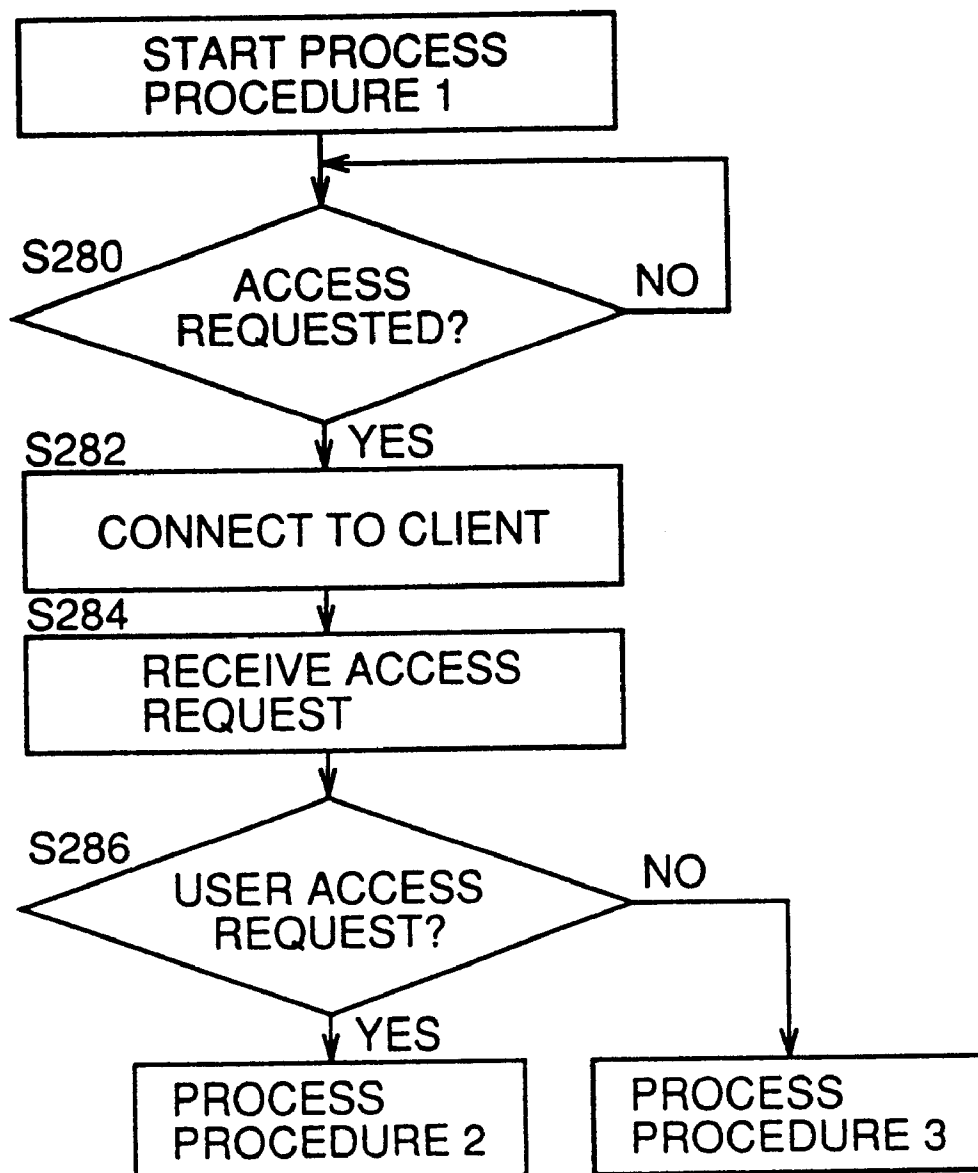 START PROCESS
PROCEDURE 1
S280
ACCESS
REQUESTED?
NO
YES
S282
CONNECT TO CLIENT
S284
RECEIVE ACCESS
REQUEST
S286
USER ACCESS
REQUEST?
NO
YES
PROCESS
PROCEDURE 2
PROCESS
PROCEDURE 3